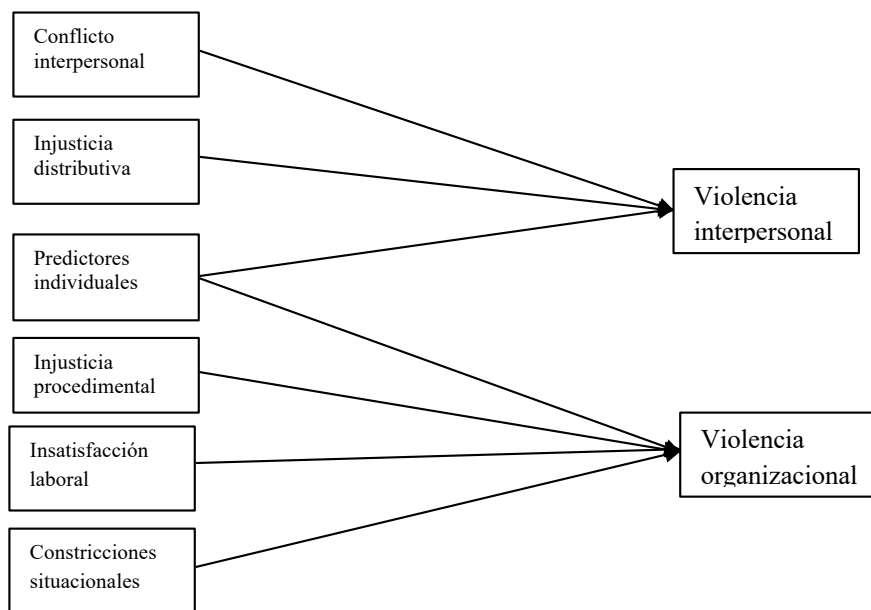 Conflicto
interpersonal
Injusticia
distributiva
Predictores
individuales
Injusticia
procedimental
Insatisfacción
laboral
Constricciones
situacionales
Violencia
interpersonal
Violencia
organizacional